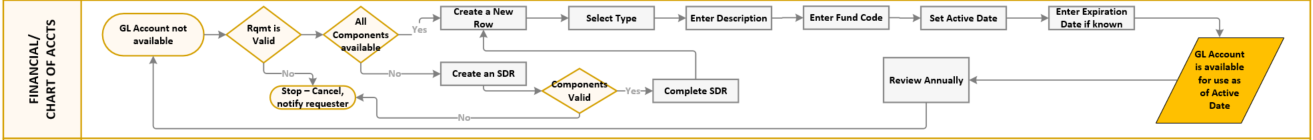 FINANCIAL/
CHART OF ACCTS
GL Account not
available
Rqmt is
Valid
All
Components
available
Yes
Create a New
Row
Select Type
Enter Description
Enter Fund Code
Set Active Date
Enter Expiration
Date if known
GL Account
is available
for use as
of Active
Date
No
Stop – Cancel,
notify requester
No
Create an SDR
Components
Valid
Yes
Complete SDR
No
Review Annually